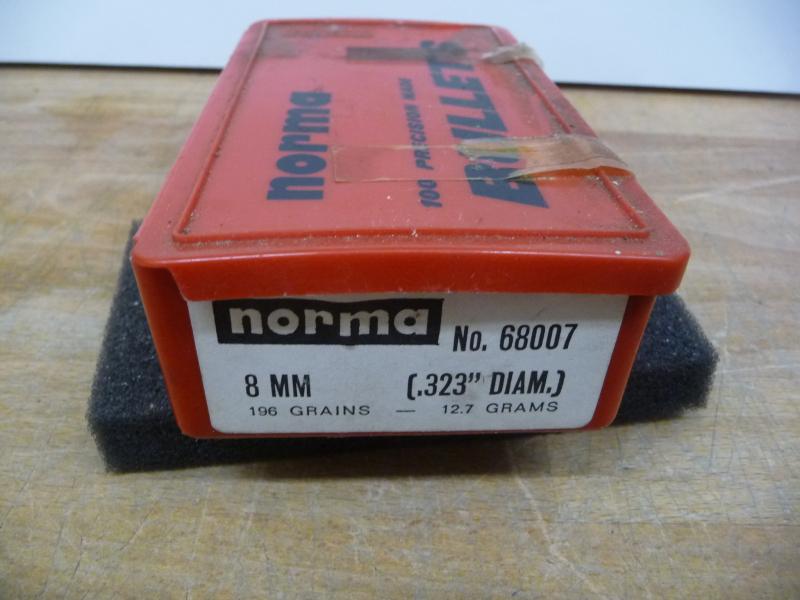 norma
100 PRECISION MADE
BULLETS
norma
No. 68007
8 MM (.323" DIAM.)
196 GRAINS — 12.7 GRAMS